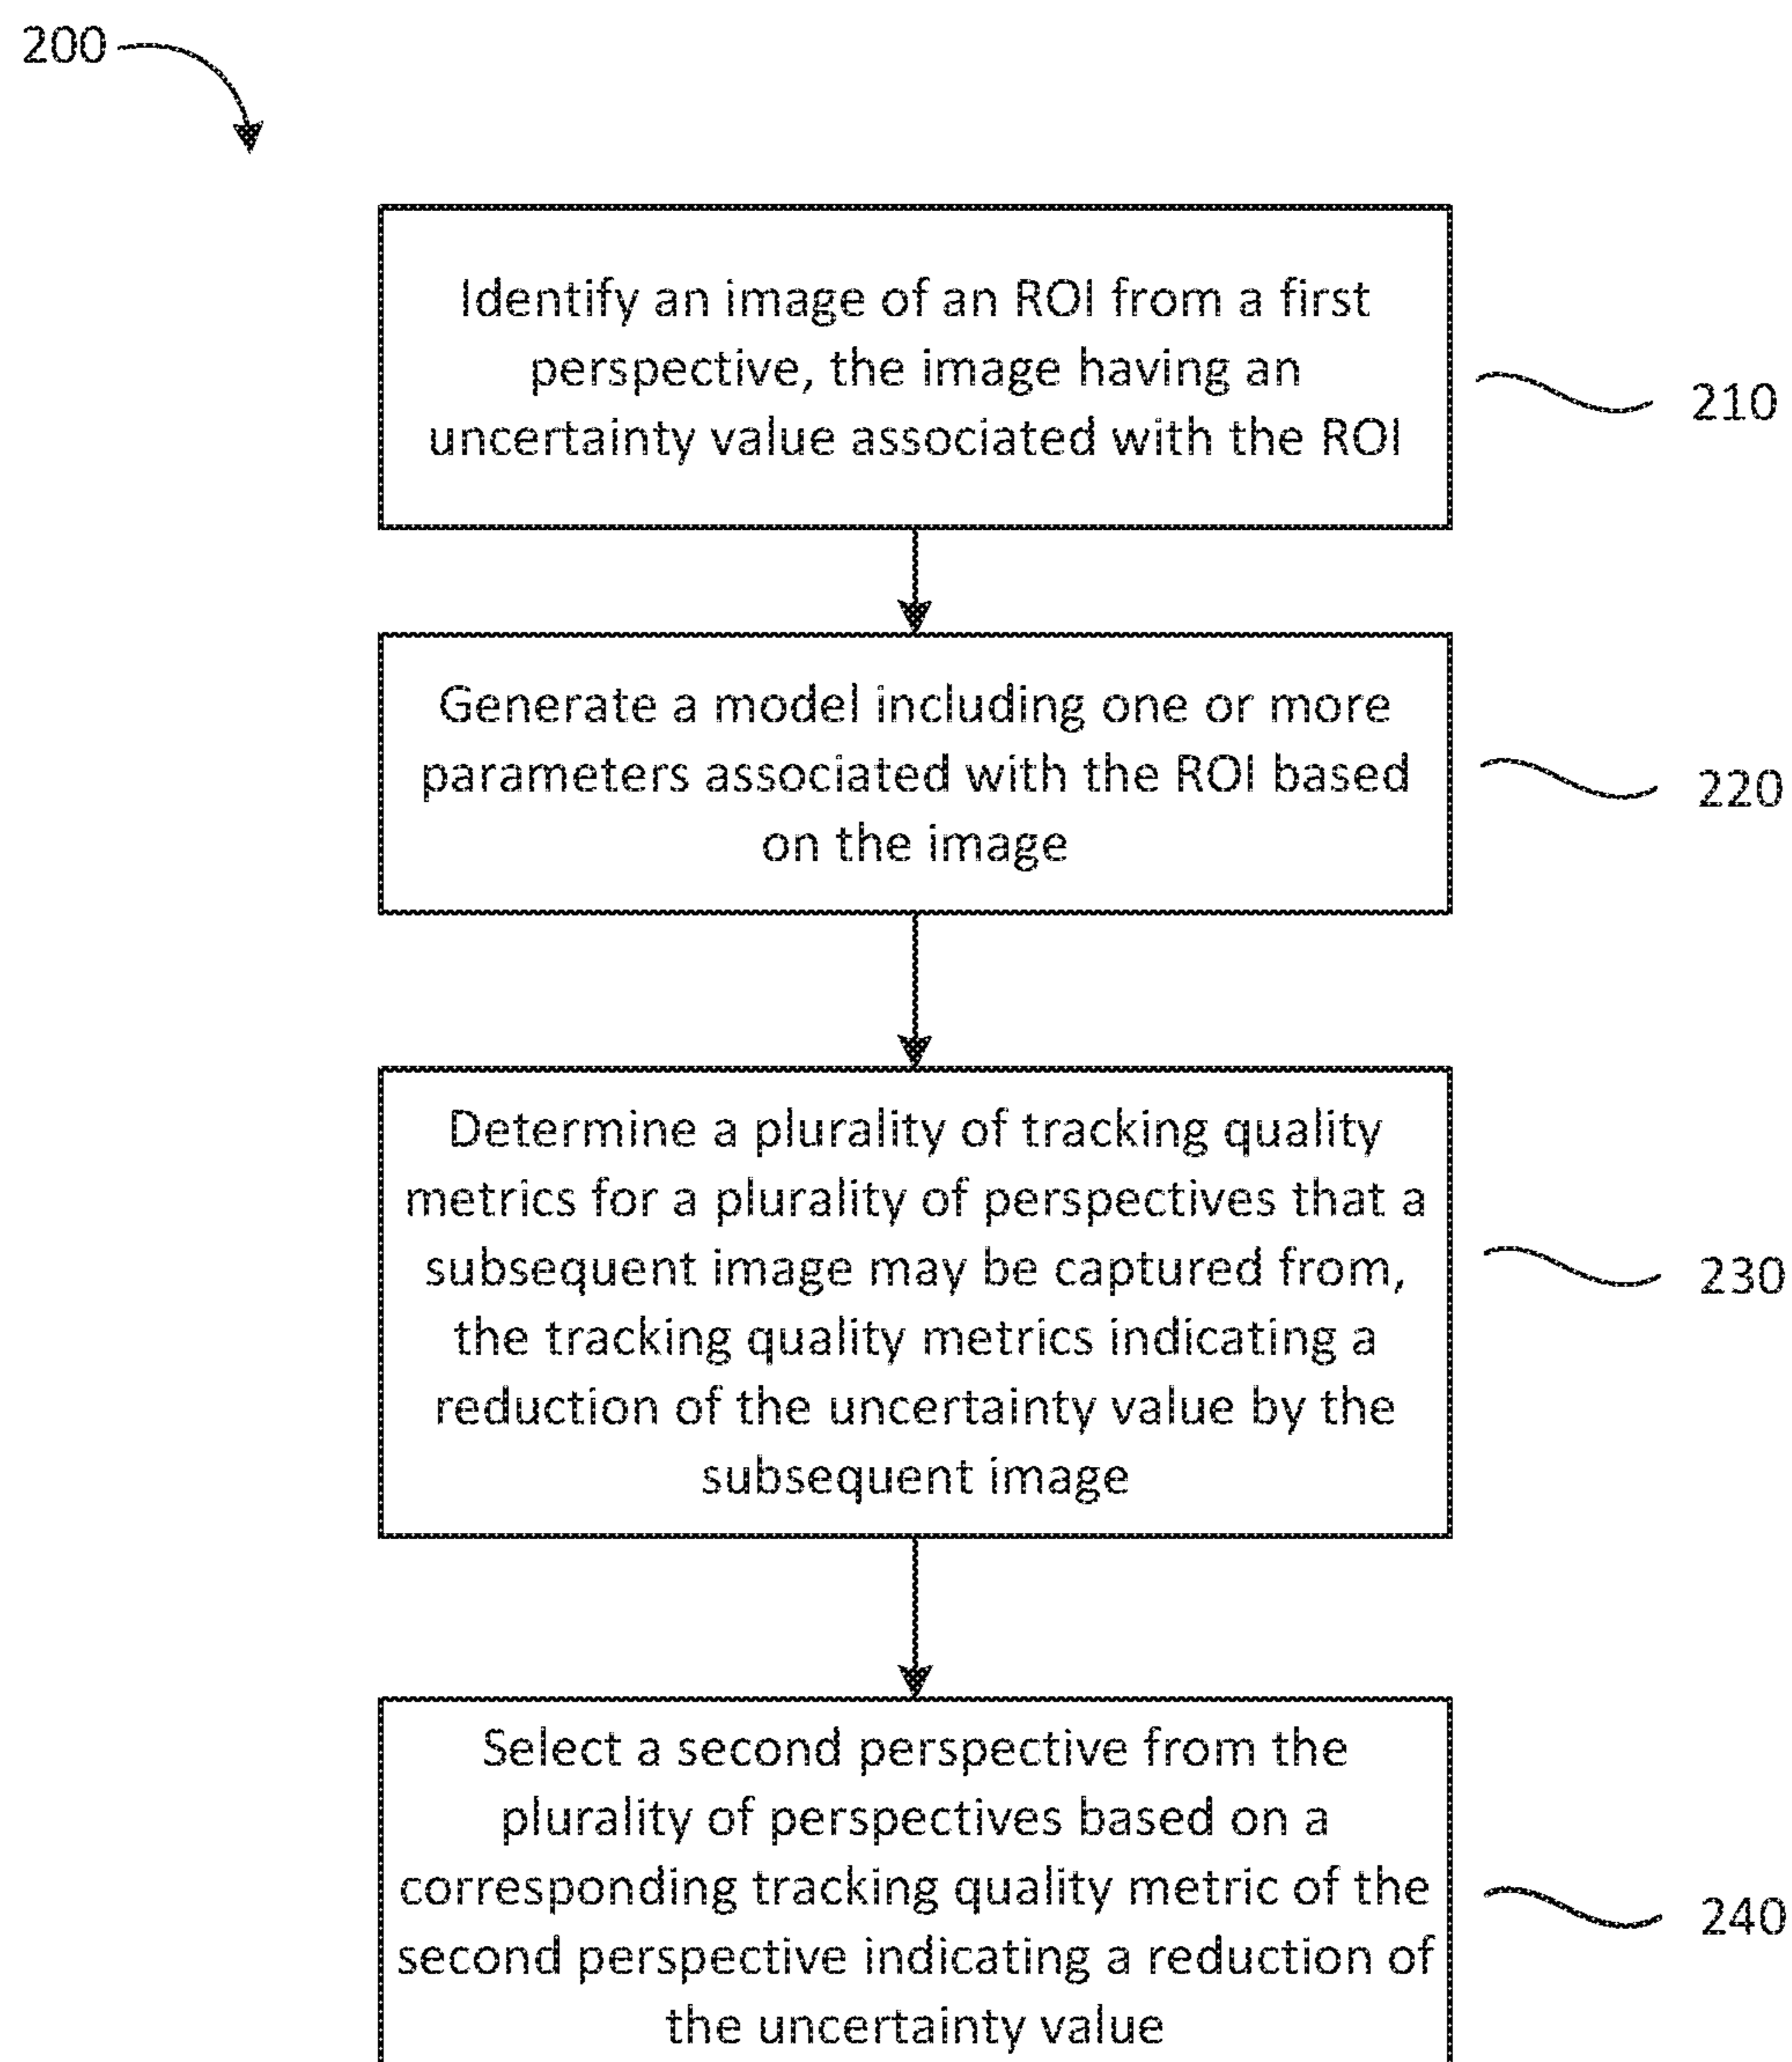 200
Identify an image of an ROI from a first
perspective, the image having an
uncertainty value associated with the ROI
210
Generate a model including one or more
parameters associated with the ROI based
on the image
220
Determine a plurality of tracking quality
metrics for a plurality of perspectives that a
subsequent image may be captured from,
the tracking quality metrics indicating a
reduction of the uncertainty value by the
subsequent image
230
Select a second perspective from the
plurality of perspectives based on a
corresponding tracking quality metric of the
second perspective indicating a reduction of
the uncertainty value
240